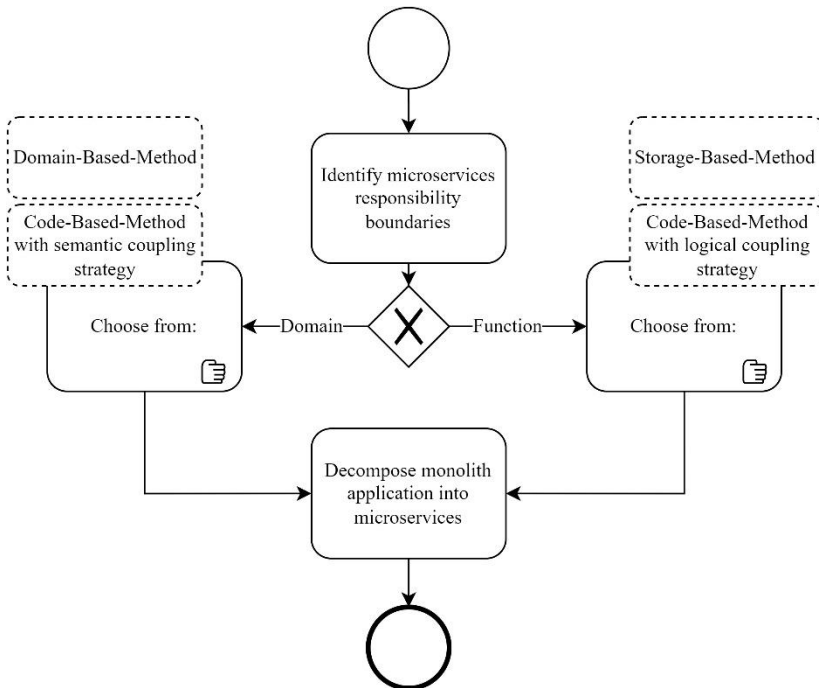 Identify microservices
responsibility
boundaries
Domain-Based-Method
Code-Based-Method
with semantic coupling
strategy
Choose from:
Domain
Function
Storage-Based-Method
Code-Based-Method
with logical coupling
strategy
Choose from:
Decompose monolith
application into
microservices